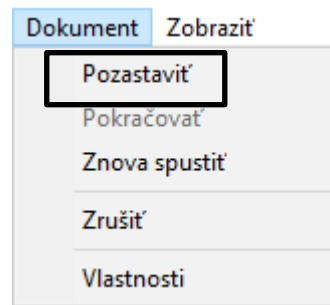 Dokument Zobraziť
Pozastaviť
Pokračovať
Znova spustiť
Zrušiť
Vlastnosti